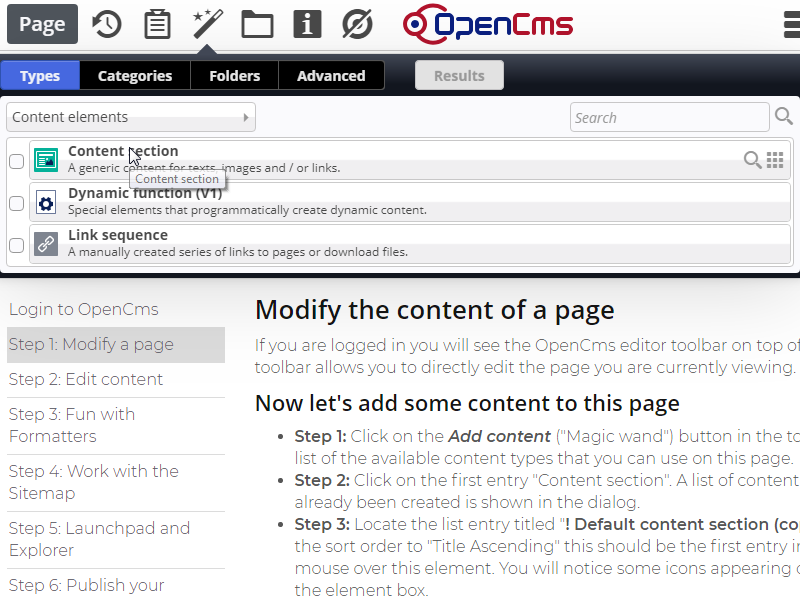 Page
OpenCms
Types Categories Folders Advanced Results
Content elements
Search
Content section
A generic content for texts, images and / or links.
Content section
Dynamic function (V1)
Special elements that programmatically create dynamic content.
Link sequence
A manually created series of links to pages or download files.
Login to OpenCms
Step 1: Modify a page
Step 2: Edit content
Step 3: Fun with
Formatters
Step 4: Work with the
Sitemap
Step 5: Launchpad and
Explorer
Step 6: Publish your
Modify the content of a page
If you are logged in you will see the OpenCms editor toolbar on top of
toolbar allows you to directly edit the page you are currently viewing.
Now let's add some content to this page
• Step 1: Click on the Add content ("Magic wand") button in the to
list of the available content types that you can use on this page.
• Step 2: Click on the first entry "Content section". A list of content
already been created is shown in the dialog.
• Step 3: Locate the list entry titled "! Default content section (co
the sort order to "Title Ascending" this should be the first entry in
mouse over this element. You will notice some icons appearing o
the element box.